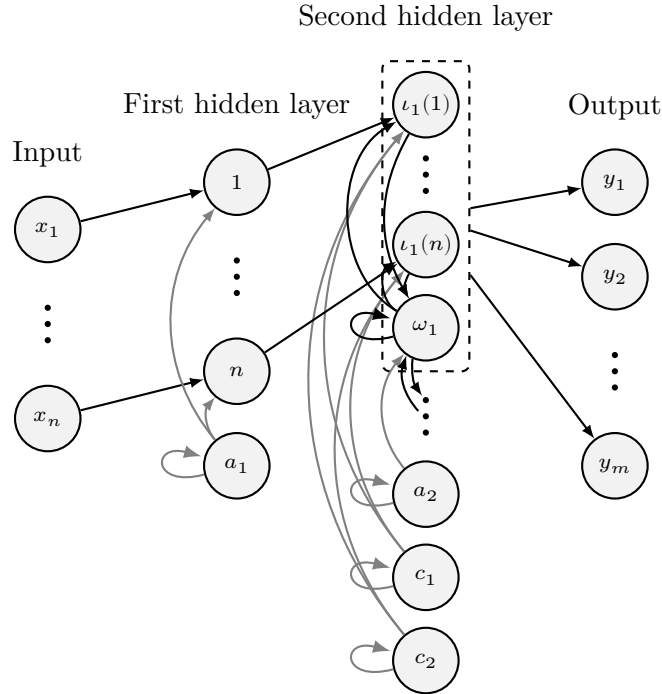 Second hidden layer
First hidden layer
Output
Input
ι₁(1)
1
y₁
x₁
ι₁(n)
y₂
ω₁
n
xₙ
a₁
yₘ
a₂
c₁
c₂